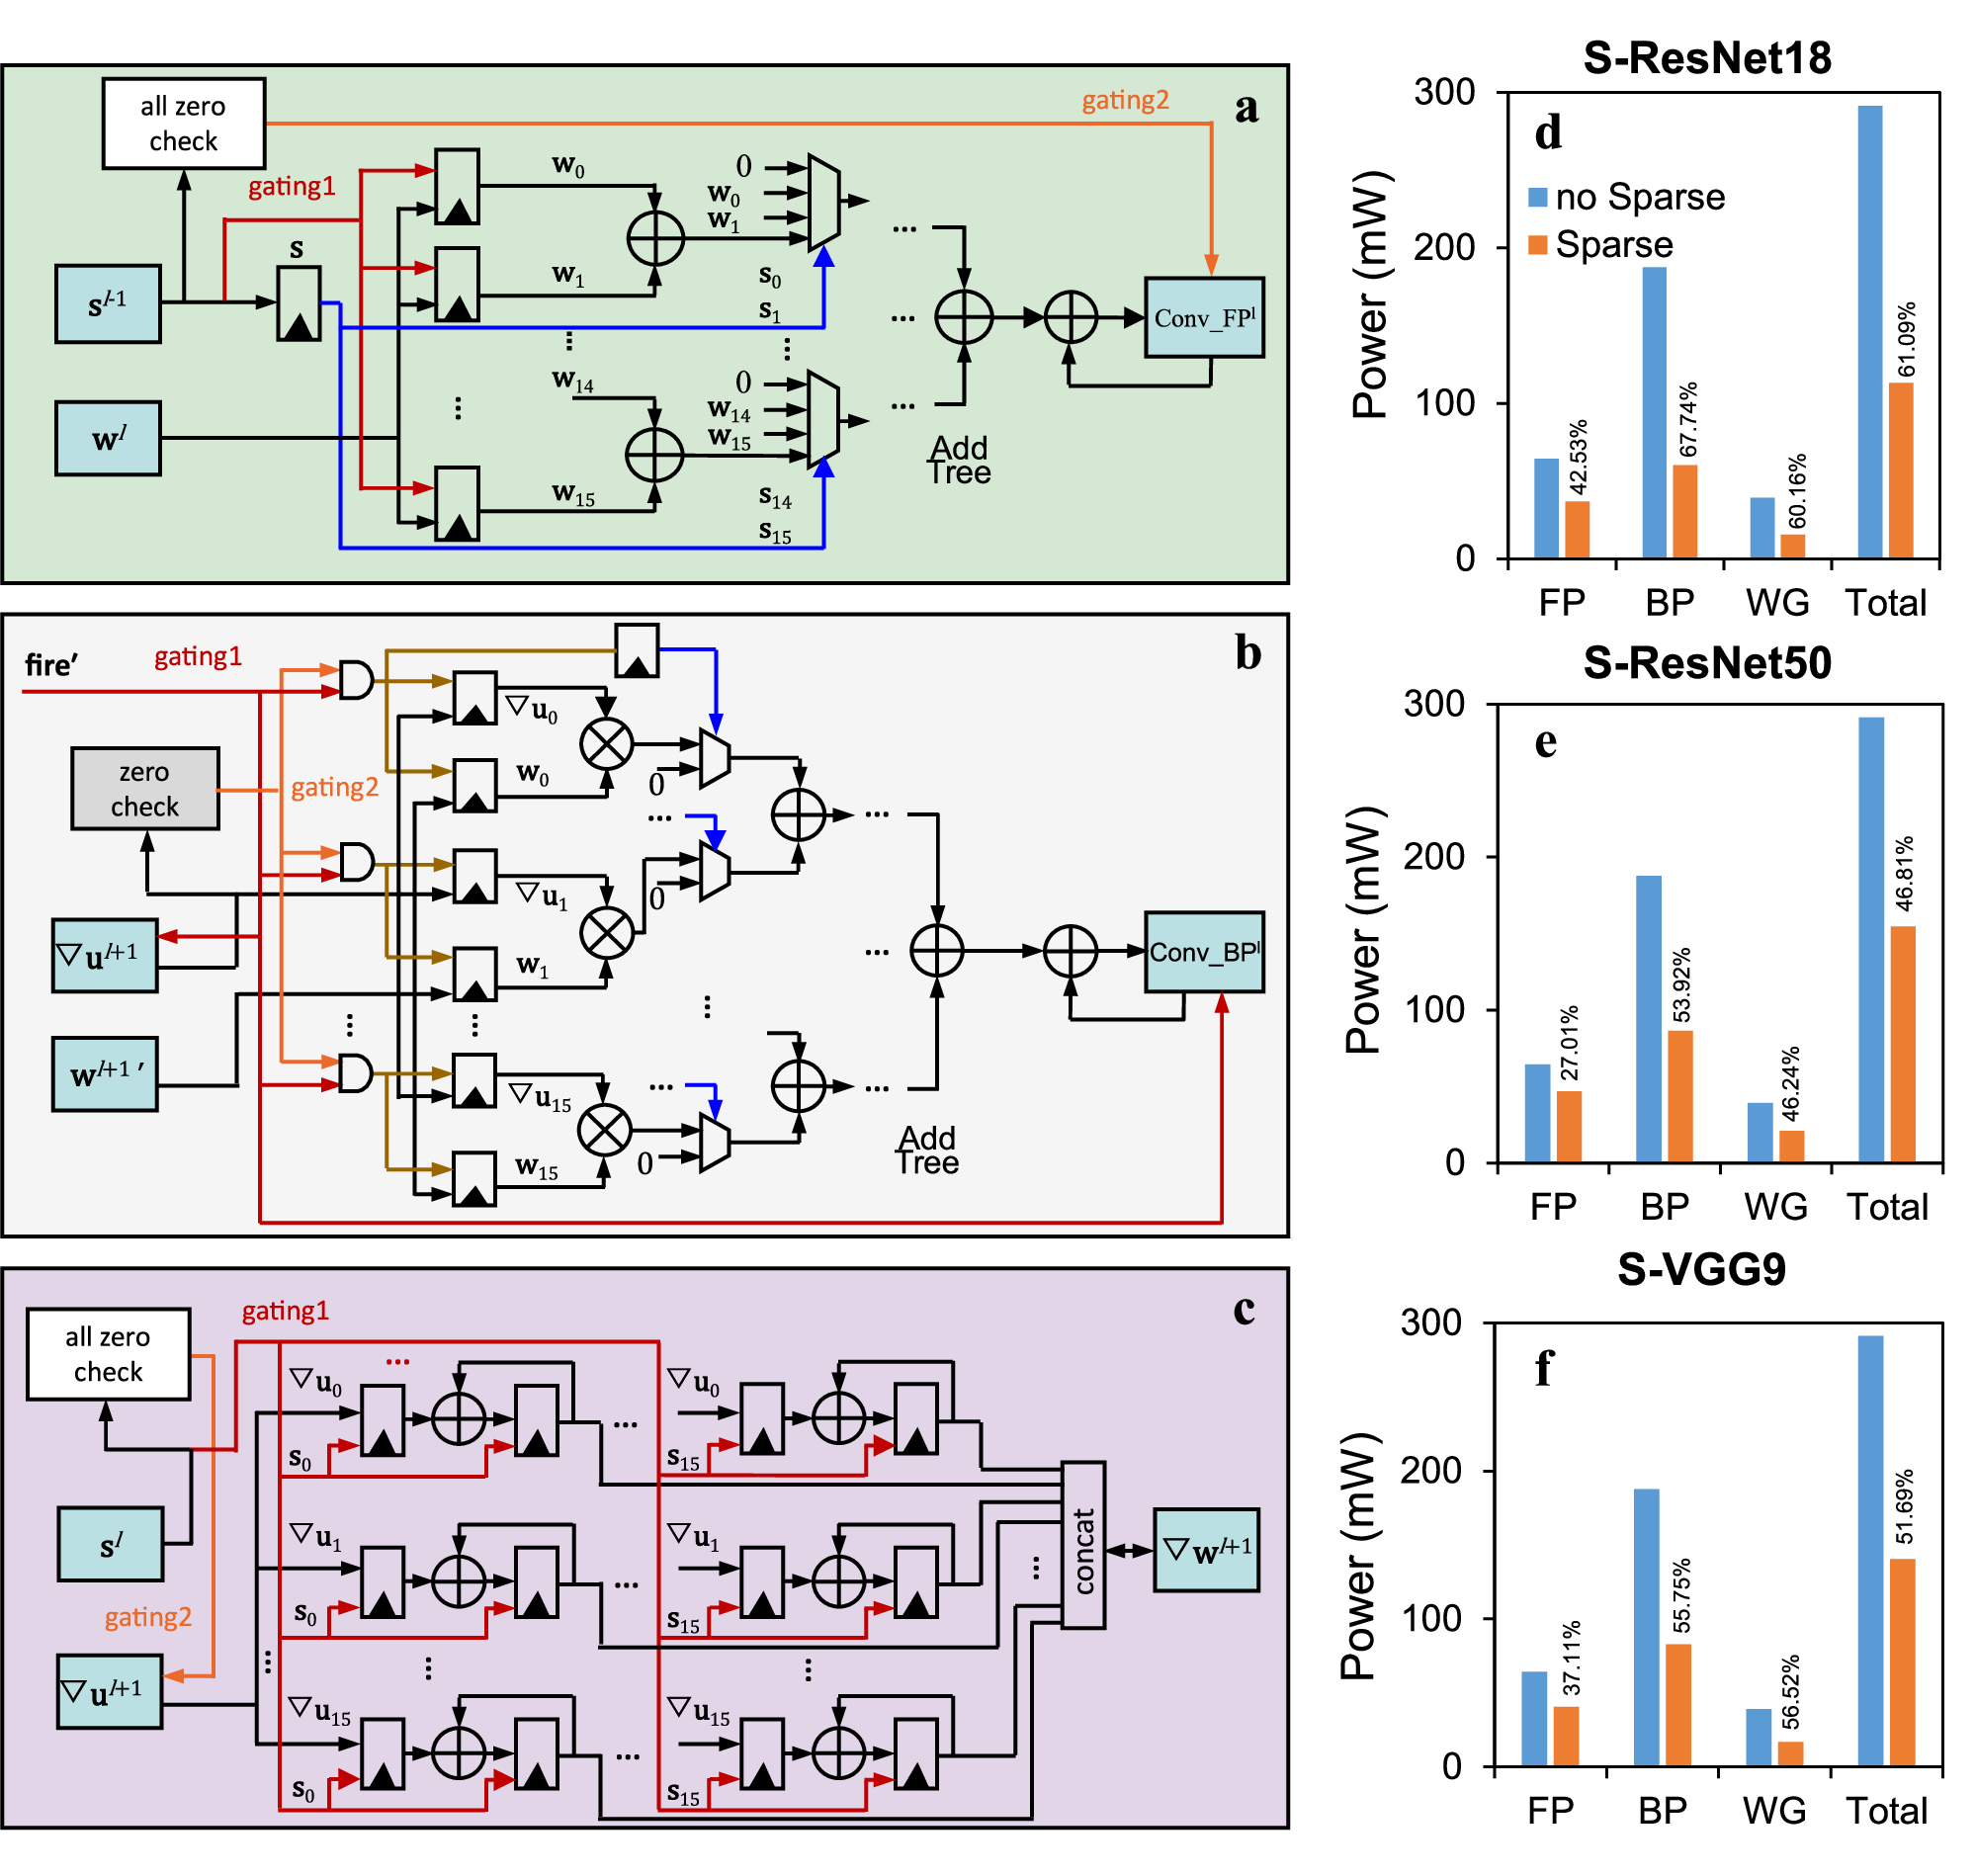 a
all zero
check
gating2
gating1
s
s^l-1
w^l
w₀
w₁
⋮
w₁₄
w₁₅
⋮
0
w₀
w₁
s₀
s₁
⋮
0
w₁₄
w₁₅
s₁₄
s₁₅
...
...
...
Add
Tree
Conv_FP^l
b
fire′
gating1
zero
check
gating2
▽u^l+1
w^l+1 ′
▽u₀
w₀
0
...
▽u₁
0
w₁
⋮
⋮
⋮
▽u₁₅
...
w₁₅
0
...
...
...
Add
Tree
Conv_BP^l
c
all zero
check
gating1
gating2
s^l
▽u^l+1
...
▽u₀
s₀
...
▽u₀
s₁₅
▽u₁
s₀
...
▽u₁
s₁₅
⋮
⋮
⋮
▽u₁₅
s₀
...
▽u₁₅
s₁₅
⋮
concat
▽w^l+1
S-ResNet18
d
Power (mW)
300
200
100
0
no Sparse
Sparse
42.53%
67.74%
60.16%
61.09%
FP BP WG Total
S-ResNet50
e
Power (mW)
300
200
100
0
27.01%
53.92%
46.24%
46.81%
FP BP WG Total
S-VGG9
f
Power (mW)
300
200
100
0
37.11%
55.75%
56.52%
51.69%
FP BP WG Total